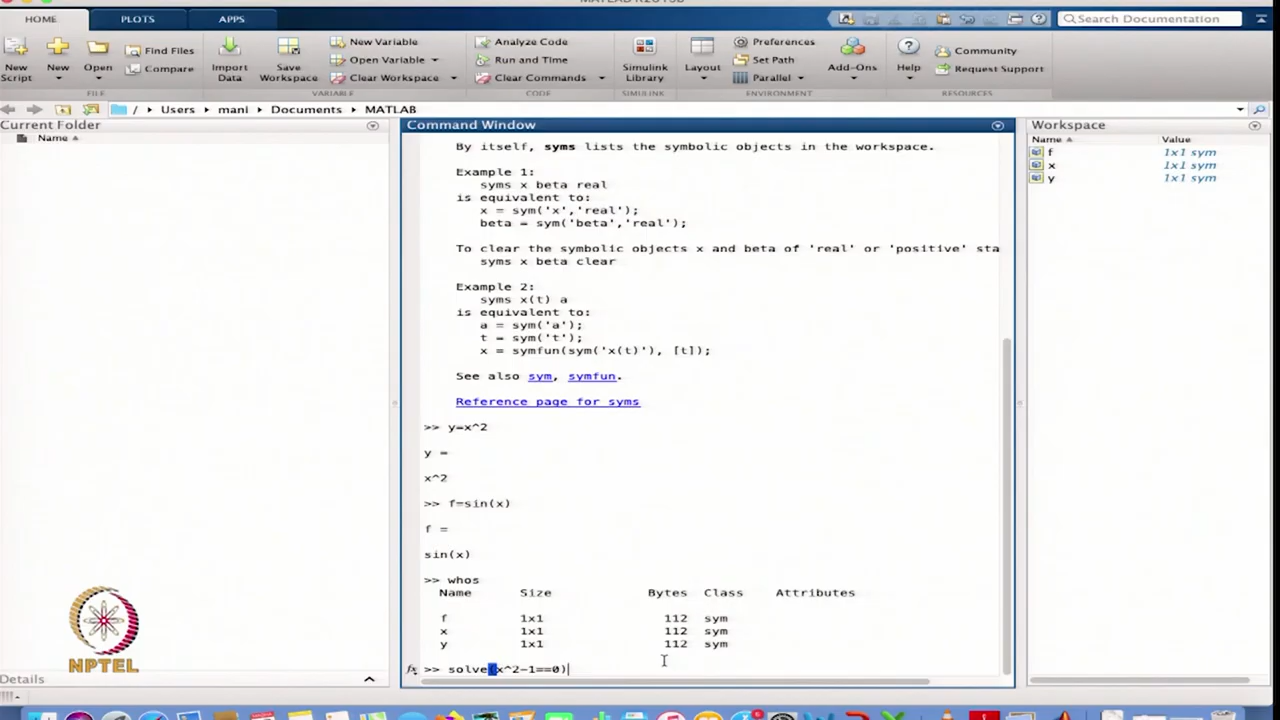 HOME PLOTS APPS Search Documentation
New Script
New
Open
Find Files
Compare
FILE
Import Data
Save Workspace
New Variable
Open Variable
Clear Workspace
VARIABLE
Analyze Code
Run and Time
Clear Commands
CODE
Simulink Library
SIMULINK
Layout
Preferences
Set Path
Parallel
ENVIRONMENT
Add-Ons
Help
Community
Request Support
RESOURCES
/ Users mani Documents MATLAB
Current Folder
Name
Command Window
By itself, syms lists the symbolic objects in the workspace.
Example 1:
syms x beta real
is equivalent to:
x = sym('x','real');
beta = sym('beta','real');
To clear the symbolic objects x and beta of 'real' or 'positive' sta
syms x beta clear
Example 2:
syms x(t) a
is equivalent to:
a = sym('a');
t = sym('t');
x = symfun(sym('x(t)'), [t]);
See also sym, symfun.
Reference page for syms
>> y=x^2
y =
x^2
>> f=sin(x)
f =
sin(x)
>> whos
Name Size Bytes Class Attributes
f 1x1 112 sym
x 1x1 112 sym
y 1x1 112 sym
fx >> solve(x^2-1==0)
Workspace
Name Value
f 1x1 sym
x 1x1 sym
y 1x1 sym
NPTEL
Details